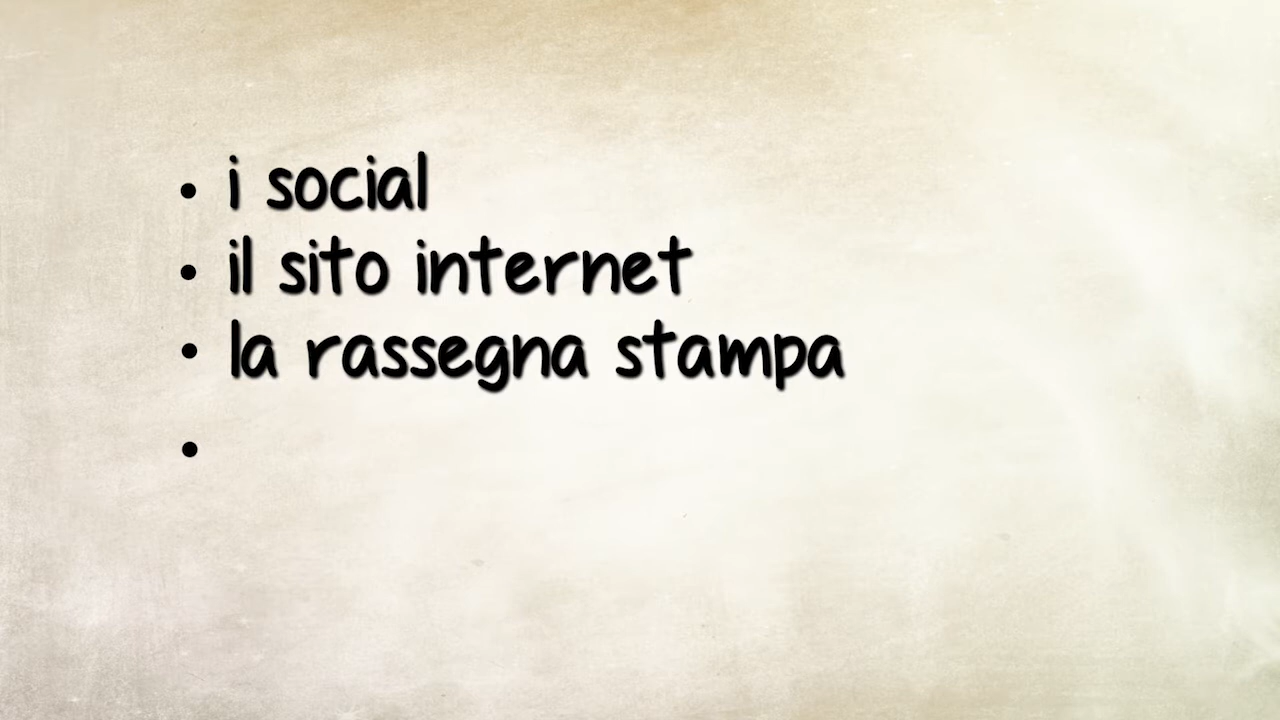 • i social
• il sito internet
• la rassegna stampa
•